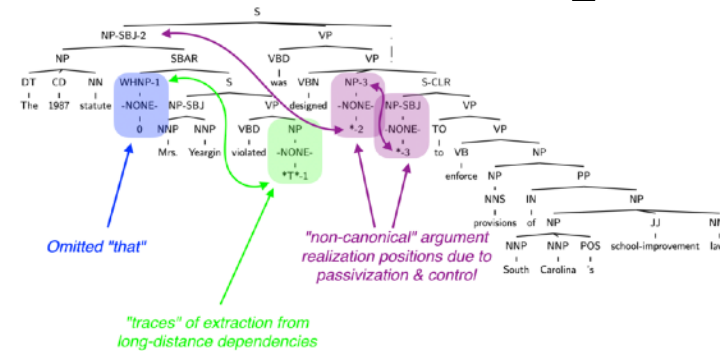 S
NP-SBJ-2 VP
NP SBAR VBD VP
DT CD NN WHNP-1 S was VBN NP-3 S-CLR
The 1987 statute -NONE- NP-SBJ VP designed -NONE- NP-SBJ VP
0 NNP NNP VBD NP *-2 -NONE- TO VP
Mrs. Yeargin violated -NONE- *-3 to VB NP
*T*-1 enforce NP PP
NNS IN NP
provisions of NP JJ
NNP NNP POS school-improvement
South Carolina 's
Omitted "that"
"non-canonical" argument
realization positions due to
passivization & control
"traces" of extraction from
long-distance dependencies